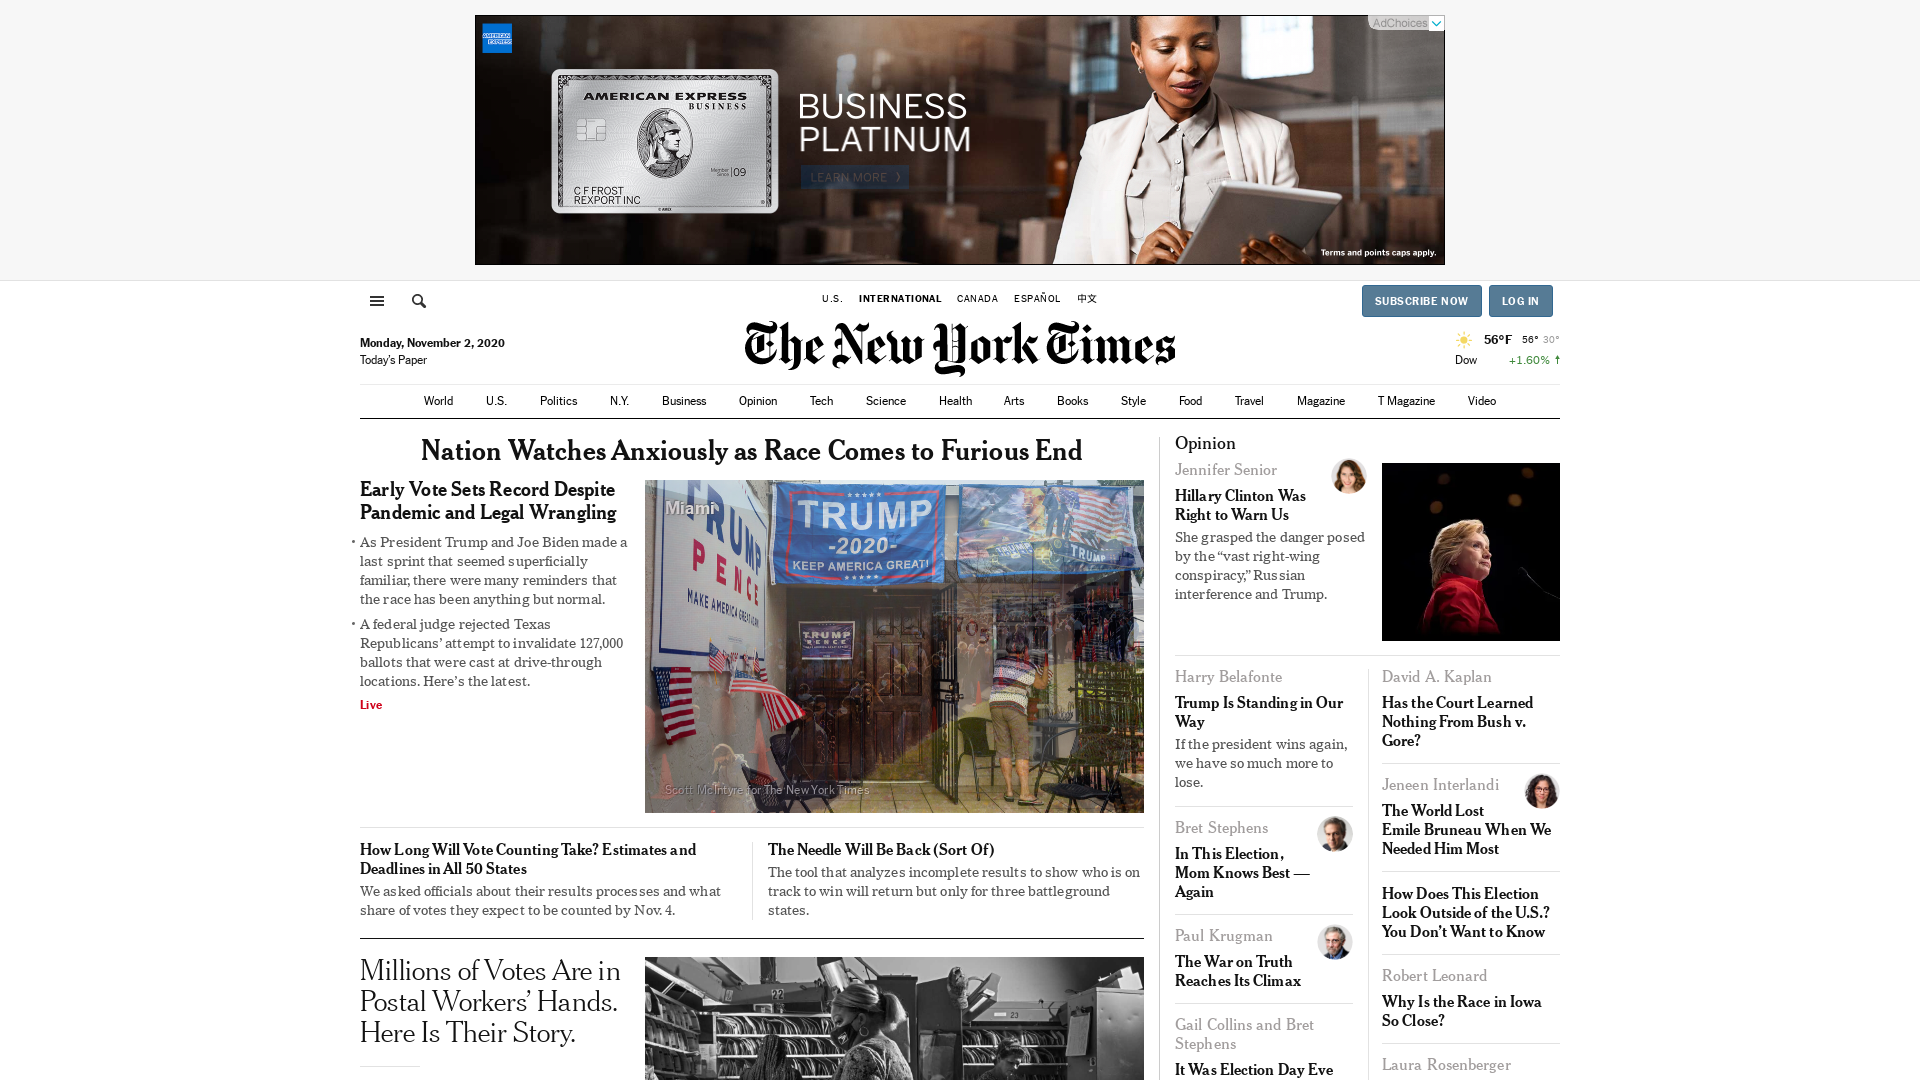 AdChoices
AMERICAN EXPRESS
AMERICAN EXPRESS
BUSINESS
BUSINESS
PLATINUM
LEARN MORE
Member Since 09
C F FROST
REXPORT INC
Terms and points caps apply.
U.S. INTERNATIONAL CANADA ESPAÑOL 中文
SUBSCRIBE NOW LOG IN
The New York Times
Monday, November 2, 2020
Today's Paper
56°F 56° 30°
Dow +1.60% ↑
World U.S. Politics N.Y. Business Opinion Tech Science Health Arts Books Style Food Travel Magazine T Magazine Video
Nation Watches Anxiously as Race Comes to Furious End
Early Vote Sets Record Despite
Pandemic and Legal Wrangling
• As President Trump and Joe Biden made a
last sprint that seemed superficially
familiar, there were many reminders that
the race has been anything but normal.
• A federal judge rejected Texas
Republicans' attempt to invalidate 127,000
ballots that were cast at drive-through
locations. Here's the latest.
Live
Miami
TRUMP
PENCE
MAKE AMERICA GREAT AGAIN
TRUMP
-2020-
KEEP AMERICA GREAT!
TRUMP
TRUMP
TRUMP
PENCE
Scott McIntyre for The New York Times
How Long Will Vote Counting Take? Estimates and
Deadlines in All 50 States
We asked officials about their results processes and what
share of votes they expect to be counted by Nov. 4.
The Needle Will Be Back (Sort Of)
The tool that analyzes incomplete results to show who is on
track to win will return but only for three battleground
states.
Millions of Votes Are in
Postal Workers' Hands.
Here Is Their Story.
22
23
Opinion
Jennifer Senior
Hillary Clinton Was
Right to Warn Us
She grasped the danger posed
by the “vast right-wing
conspiracy,” Russian
interference and Trump.
Harry Belafonte
Trump Is Standing in Our
Way
If the president wins again,
we have so much more to
lose.
Bret Stephens
In This Election,
Mom Knows Best —
Again
Paul Krugman
The War on Truth
Reaches Its Climax
Gail Collins and Bret
Stephens
It Was Election Day Eve
David A. Kaplan
Has the Court Learned
Nothing From Bush v.
Gore?
Jeneen Interlandi
The World Lost
Emile Bruneau When We
Needed Him Most
How Does This Election
Look Outside of the U.S.?
You Don't Want to Know
Robert Leonard
Why Is the Race in Iowa
So Close?
Laura Rosenberger